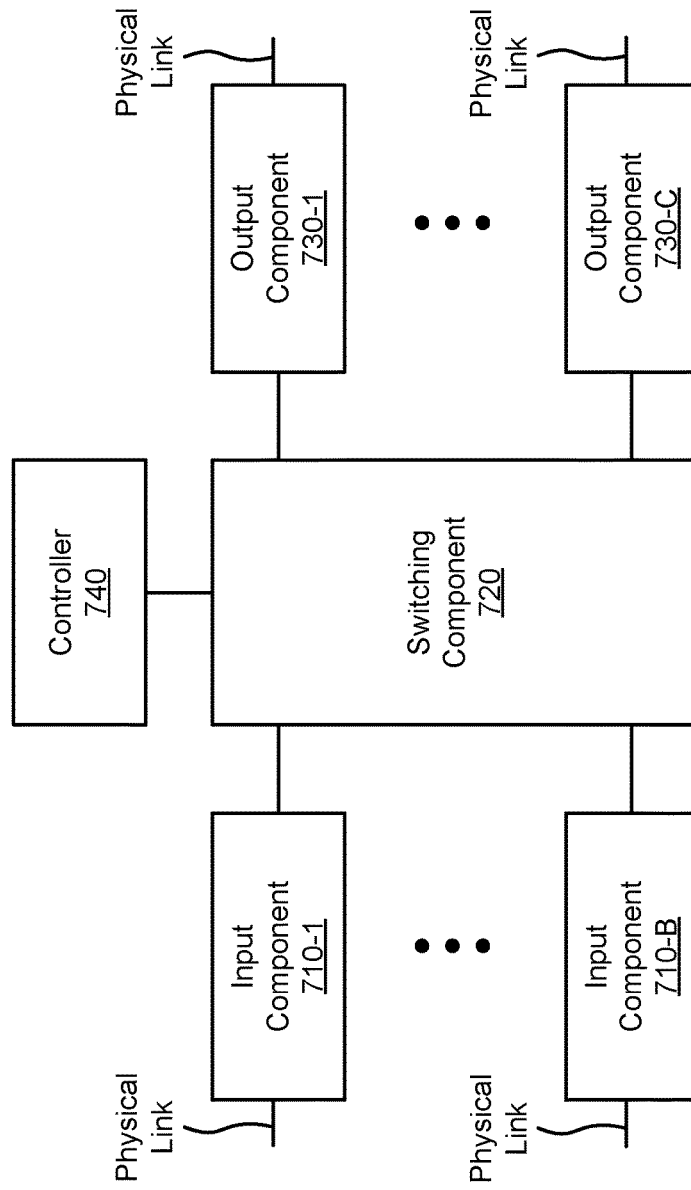 Controller
740
Physical
Link
Input
Component
710-1
Switching
Component
720
Output
Component
730-1
Physical
Link
Physical
Link
Input
Component
710-B
Output
Component
730-C
Physical
Link